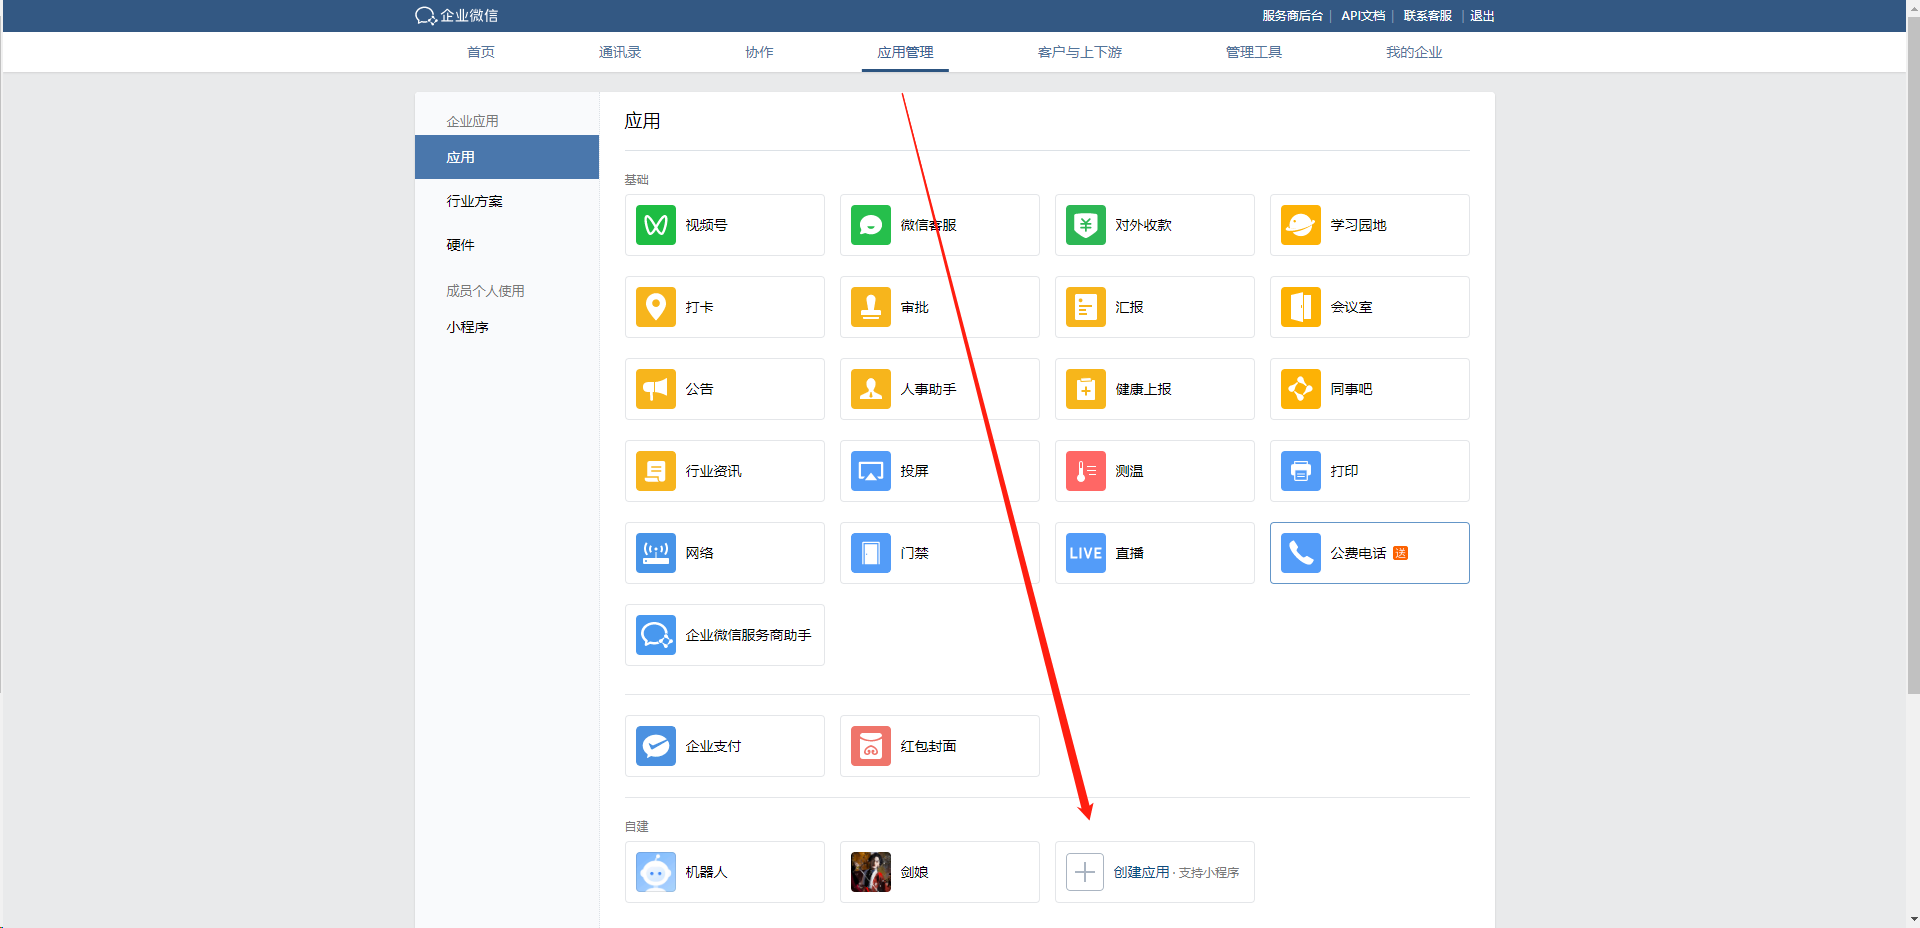 企业微信
服务商后台 | API文档 | 联系客服 | 退出
首页 通讯录 协作 应用管理 客户与上下游 管理工具 我的企业
企业应用
应用
行业方案
硬件
成员个人使用
小程序
应用
基础
视频号 微信客服 对外收款 学习园地
打卡 审批 汇报 会议室
公告 人事助手 健康上报 同事吧
行业资讯 投屏 测温 打印
网络 门禁 LIVE 直播 公费电话 送
企业微信服务商助手
企业支付 红包封面
自建
机器人 剑娘 创建应用 · 支持小程序